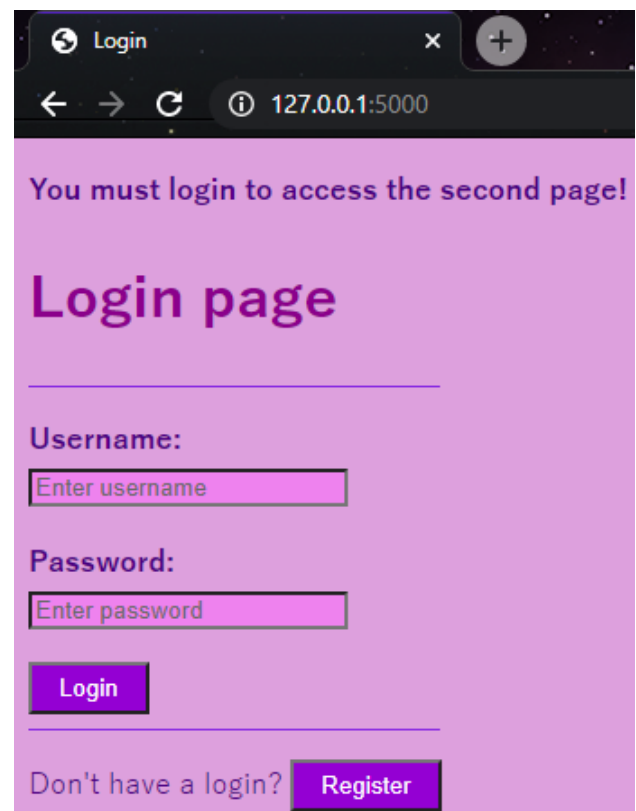 Login
127.0.0.1:5000
You must login to access the second page!
Login page
Username:
Enter username
Password:
Enter password
Login
Don't have a login? Register